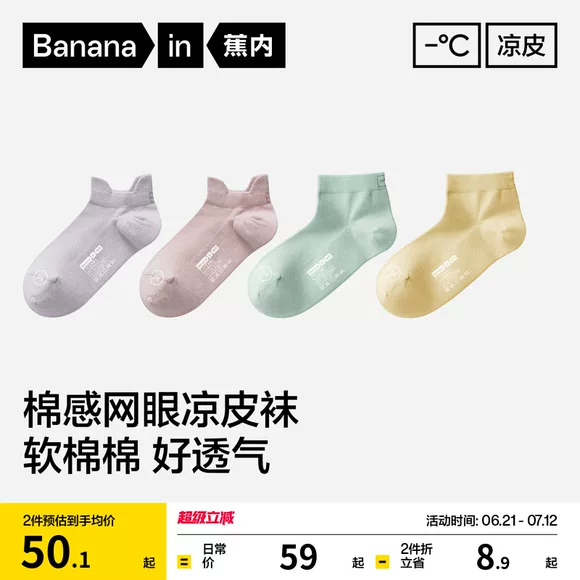 Banana in 蕉内
-°C 凉皮
棉感网眼凉皮袜
软棉棉 好透气
2件预估到手均价
50.1 起
超级立减
活动时间: 06.21 - 07.12
= 日常价 59 起 - 2件折立省 8.9 起